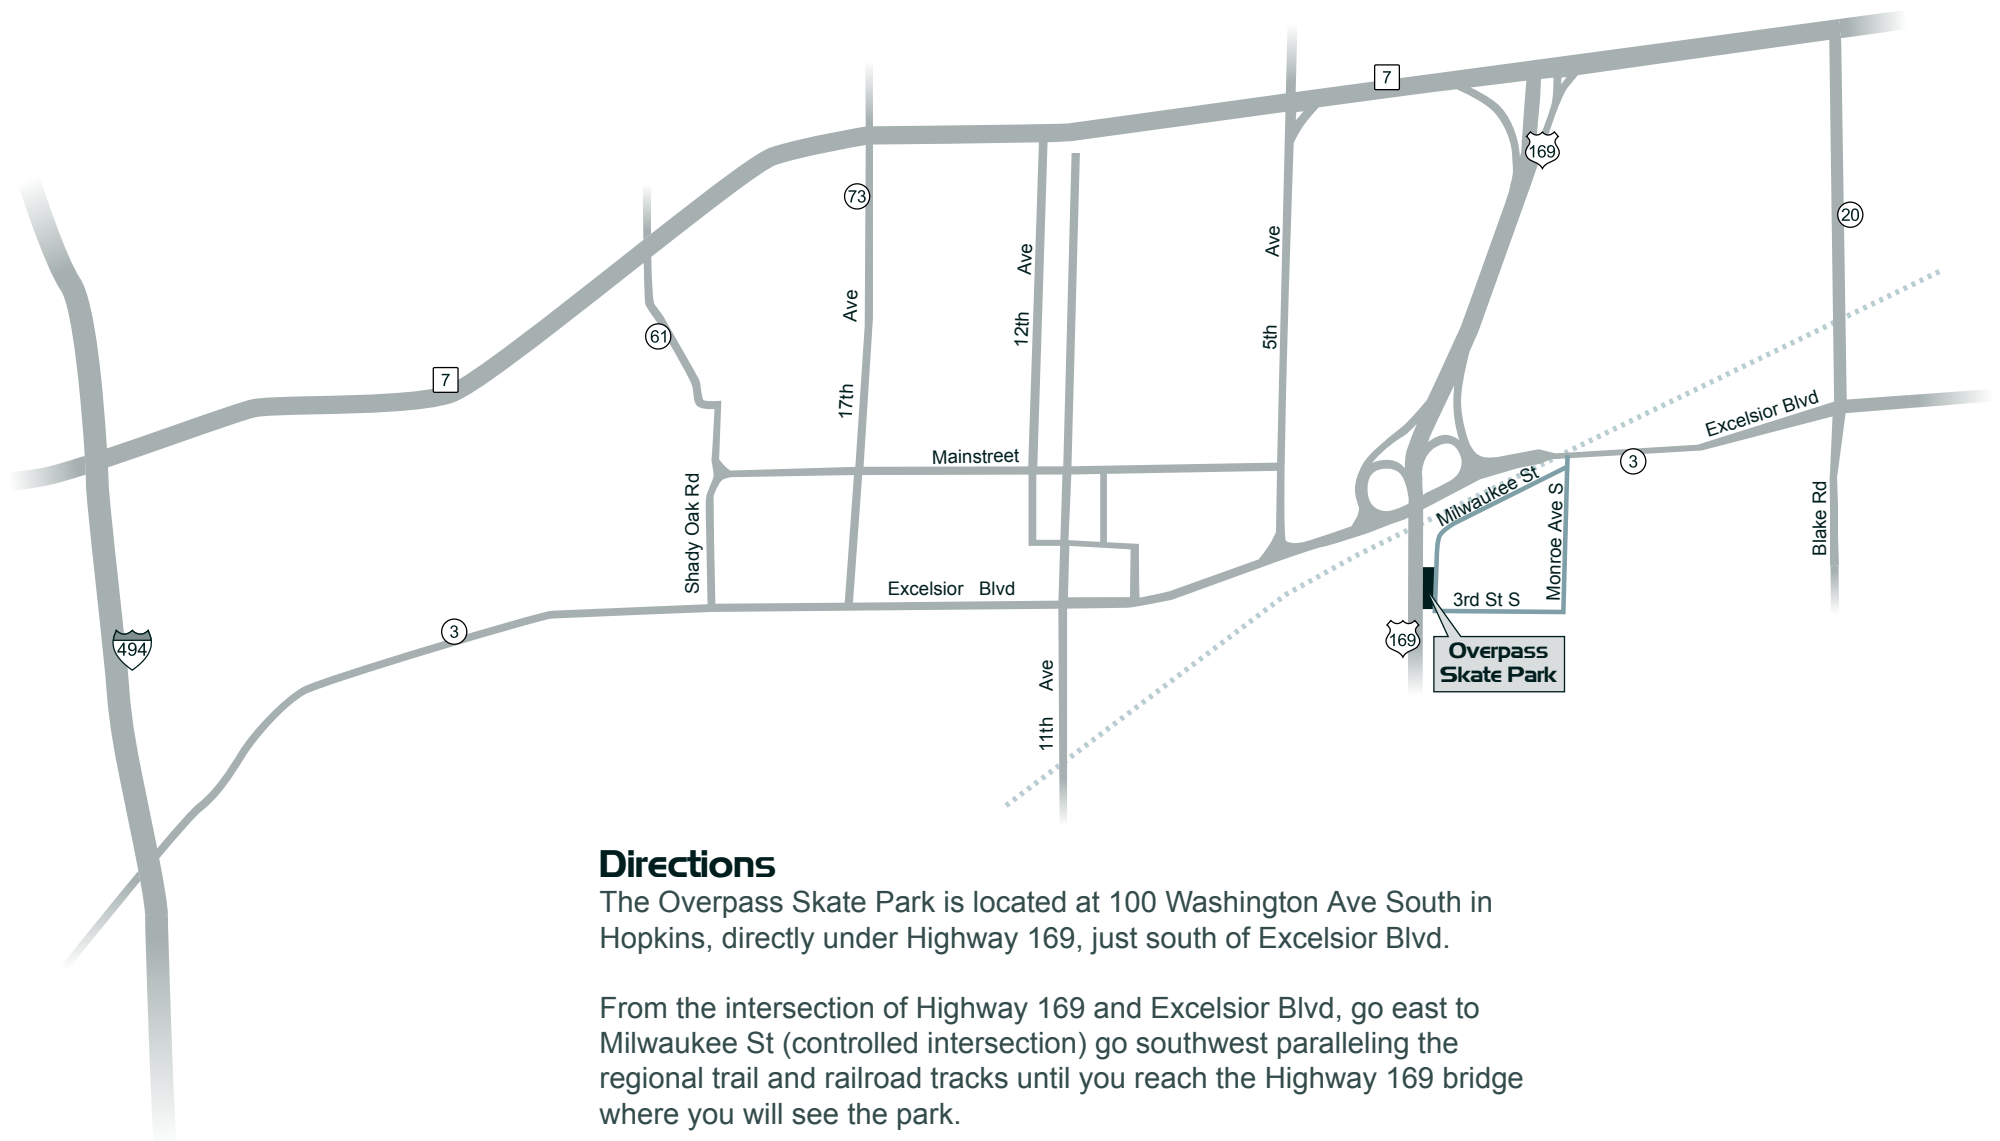 7
169
73
20
Ave
Ave
Ave
12th
5th
61
7
17th
Excelsior Blvd
Mainstreet
3
Milwaukee St
Shady Oak Rd
Monroe Ave S
Blake Rd
Excelsior Blvd
3rd St S
3
494
169
Overpass
Skate Park
11th Ave
Directions
The Overpass Skate Park is located at 100 Washington Ave South in
Hopkins, directly under Highway 169, just south of Excelsior Blvd.
From the intersection of Highway 169 and Excelsior Blvd, go east to
Milwaukee St (controlled intersection) go southwest paralleling the
regional trail and railroad tracks until you reach the Highway 169 bridge
where you will see the park.